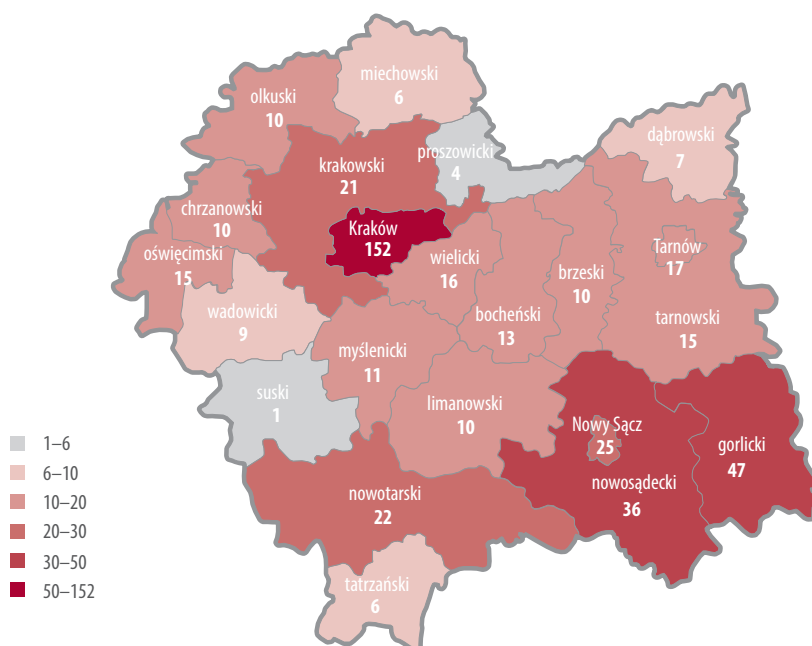 miechowski
6
olkuski
10
dąbrowski
7
proszowicki
4
krakowski
21
chrzanowski
10
Kraków
152
oświęcimski
15
wielicki
16
Tarnów
17
brzeski
10
wadowicki
9
bocheński
13
tarnowski
15
myślenicki
11
suski
1
limanowski
10
Nowy Sącz
25
gorlicki
47
nowosądecki
36
nowotarski
22
tatrzański
6
1–6
6–10
10–20
20–30
30–50
50–152